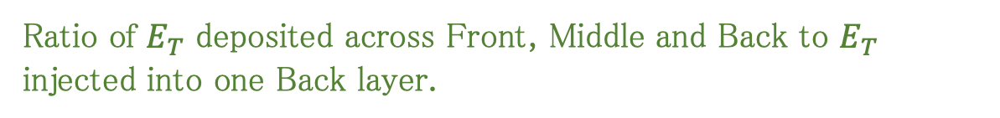 Ratio of E_T deposited across Front, Middle and Back to E_T
injected into one Back layer.